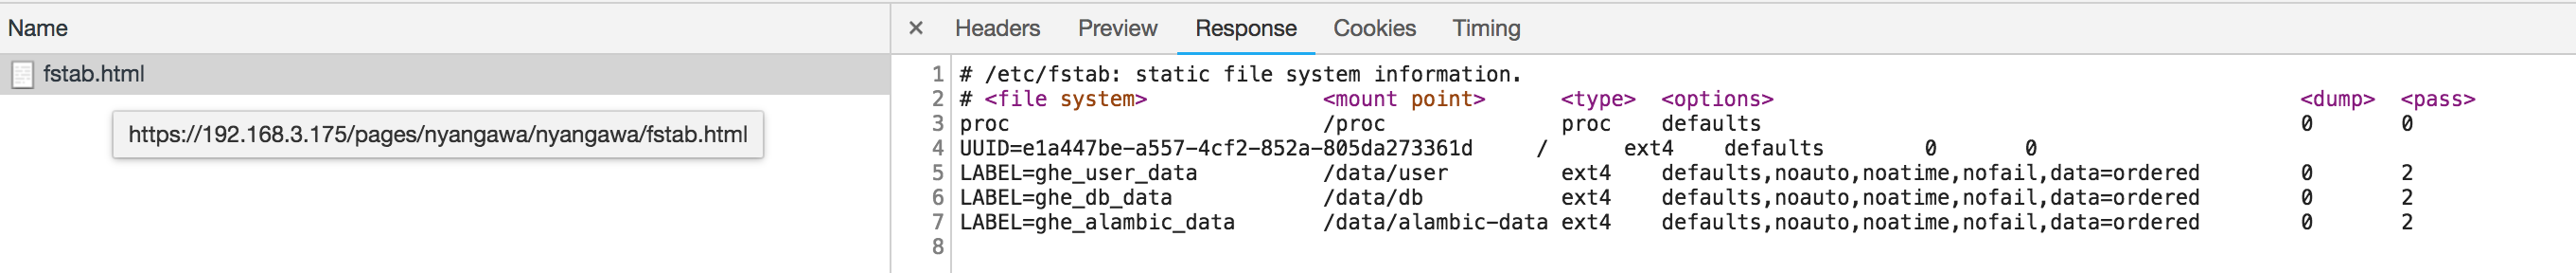 Name
× Headers Preview Response Cookies Timing
fstab.html
https://192.168.3.175/pages/nyangawa/nyangawa/fstab.html
1 # /etc/fstab: static file system information.
2 # <file system> <mount point> <type> <options> <dump> <pass>
3 proc /proc proc defaults 0 0
4 UUID=e1a447be-a557-4cf2-852a-805da273361d / ext4 defaults 0 0
5 LABEL=ghe_user_data /data/user ext4 defaults,noauto,noatime,nofail,data=ordered 0 2
6 LABEL=ghe_db_data /data/db ext4 defaults,noauto,noatime,nofail,data=ordered 0 2
7 LABEL=ghe_alambic_data /data/alambic-data ext4 defaults,noauto,noatime,nofail,data=ordered 0 2
8